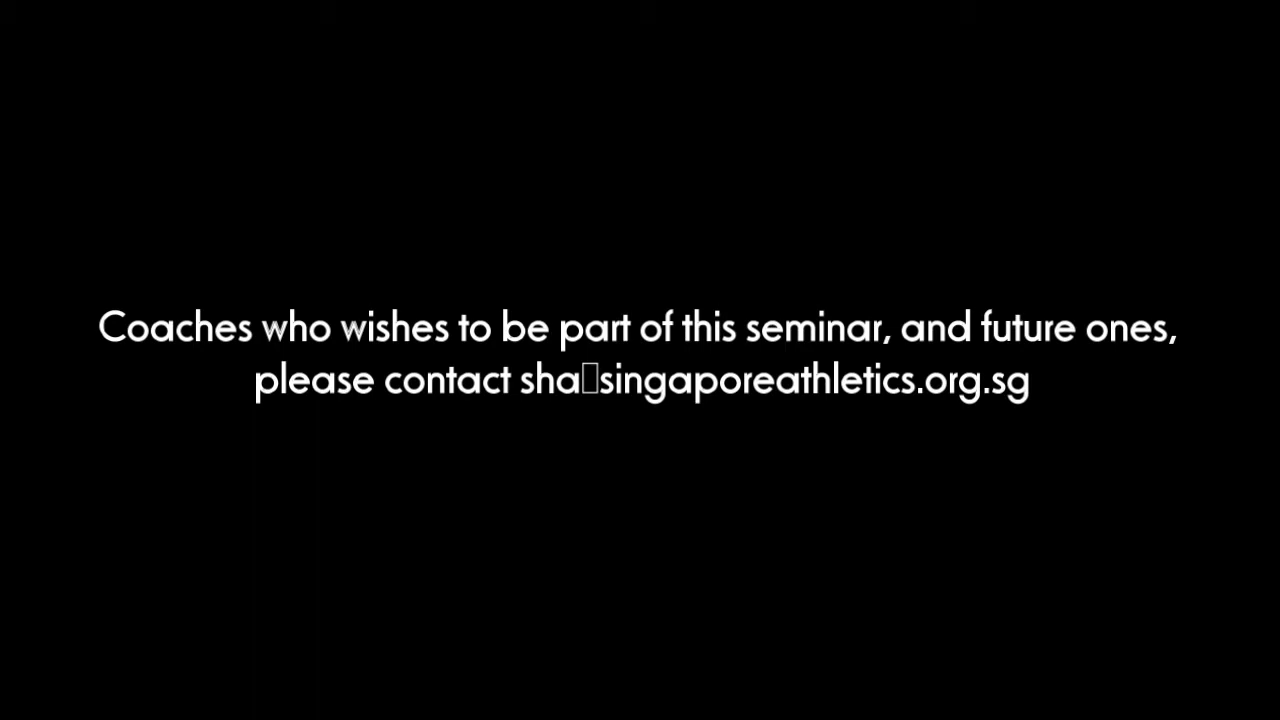 Coaches who wishes to be part of this seminar, and future ones,
please contact sha▯singaporeathletics.org.sg